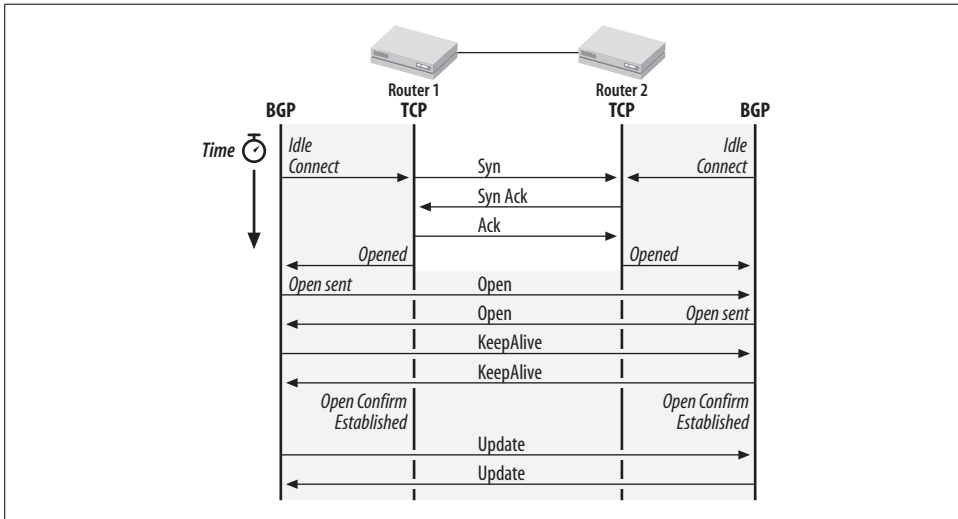 Router 1 Router 2
BGP TCP TCP BGP
Time Idle Idle
Connect Syn Connect
Syn Ack
Ack
Opened Opened
Open sent Open
Open Open sent
KeepAlive
KeepAlive
Open Confirm Open Confirm
Established Established
Update
Update